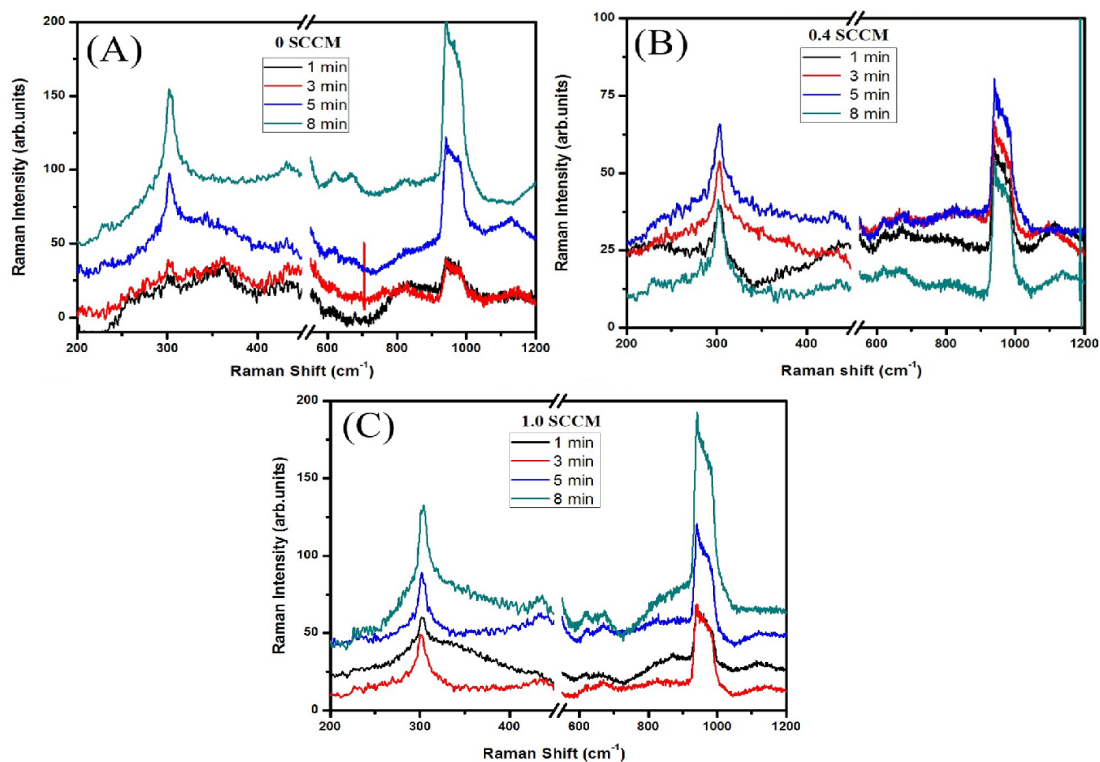 (A)
0 SCCM
1 min
3 min
5 min
8 min
Raman Intensity (arb.units)
200
150
100
50
0
200
300
400
600
800
1000
1200
Raman Shift (cm⁻¹)
(B)
0.4 SCCM
1 min
3 min
5 min
8 min
Raman Intensity (arb.units)
100
75
50
25
0
200
300
400
600
800
1000
1200
Raman shift (cm⁻¹)
(C)
1.0 SCCM
1 min
3 min
5 min
8 min
Raman Intensity (arb.units)
200
150
100
50
0
200
300
400
600
800
1000
1200
Raman Shift (cm⁻¹)